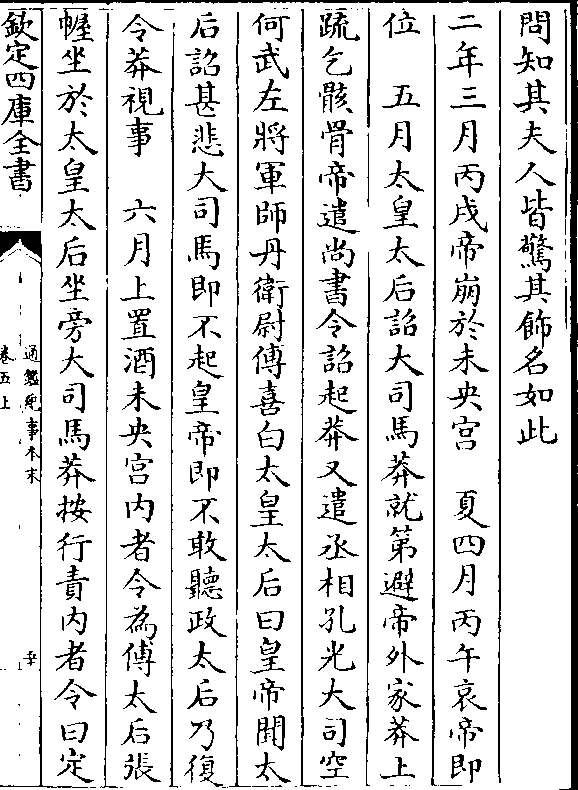 問知其夫人皆驚其飾名如此
二年三月丙戌帝崩於未央宮　夏四月丙午哀帝即
位　五月太皇太后詔大司馬莽就第避帝外家莽上
疏乞骸骨帝遣尚書令詔起莽又遣丞相孔光大司空
何武左將軍師丹衛尉傅喜白太皇太后曰皇帝聞太
后詔甚悲大司馬即不起皇帝即不敢聽政太后乃復
令莽視事　六月上置酒未央宮内者令為傅太后張
幄坐於太皇太后坐旁大司馬莽按行責内者令曰定
欽定四庫全書
通鑑紀事本末
卷五上